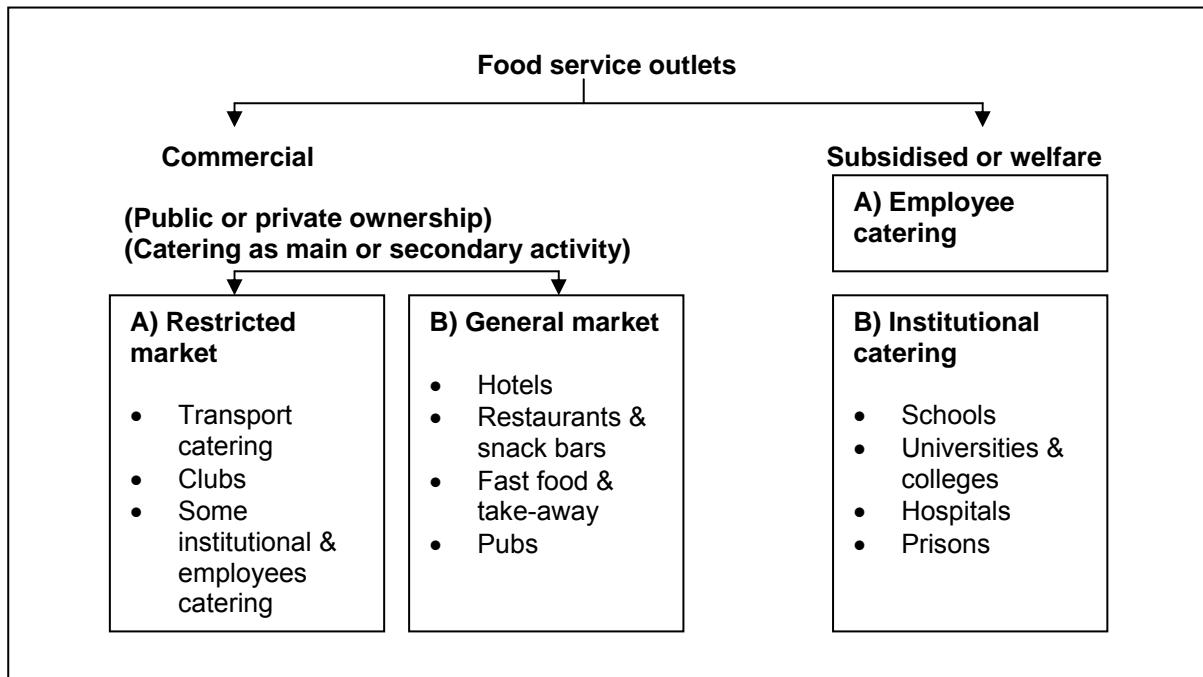 Food service outlets
Commercial
(Public or private ownership)
(Catering as main or secondary activity)
A) Restricted
market
• Transport
catering
• Clubs
• Some
institutional &
employees
catering
B) General market
• Hotels
• Restaurants &
snack bars
• Fast food &
take-away
• Pubs
Subsidised or welfare
A) Employee
catering
B) Institutional
catering
• Schools
• Universities &
colleges
• Hospitals
• Prisons